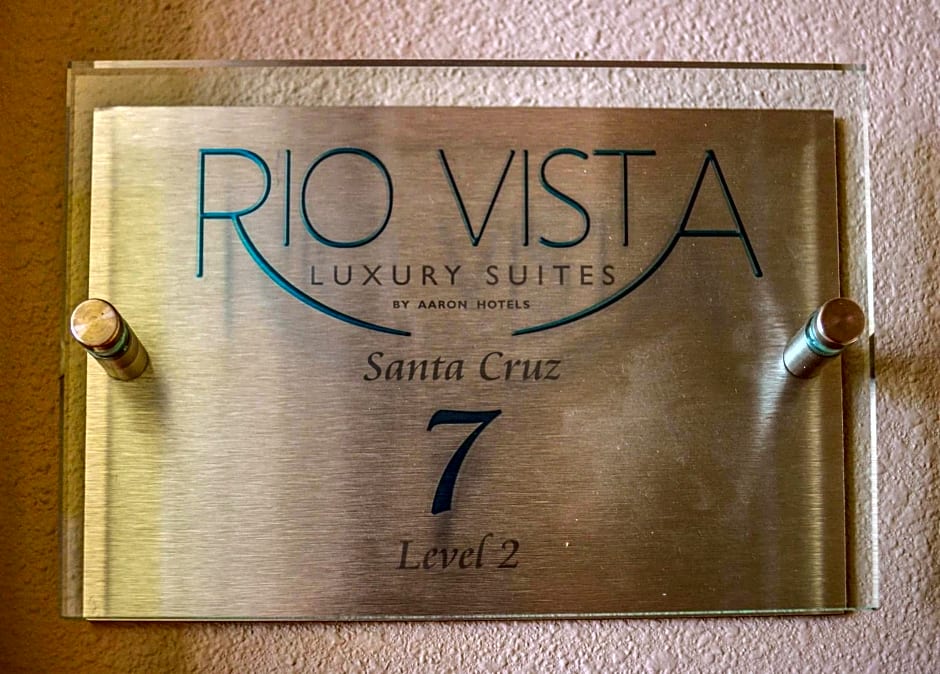 RIO VISTA
LUXURY SUITES
BY AARON HOTELS
Santa Cruz
7
Level 2